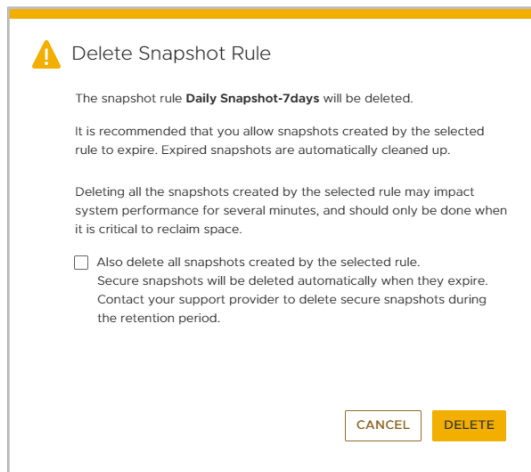 Delete Snapshot Rule
The snapshot rule Daily Snapshot-7days will be deleted.
It is recommended that you allow snapshots created by the selected
rule to expire. Expired snapshots are automatically cleaned up.
Deleting all the snapshots created by the selected rule may impact
system performance for several minutes, and should only be done when
it is critical to reclaim space.
Also delete all snapshots created by the selected rule.
Secure snapshots will be deleted automatically when they expire.
Contact your support provider to delete secure snapshots during
the retention period.
CANCEL DELETE